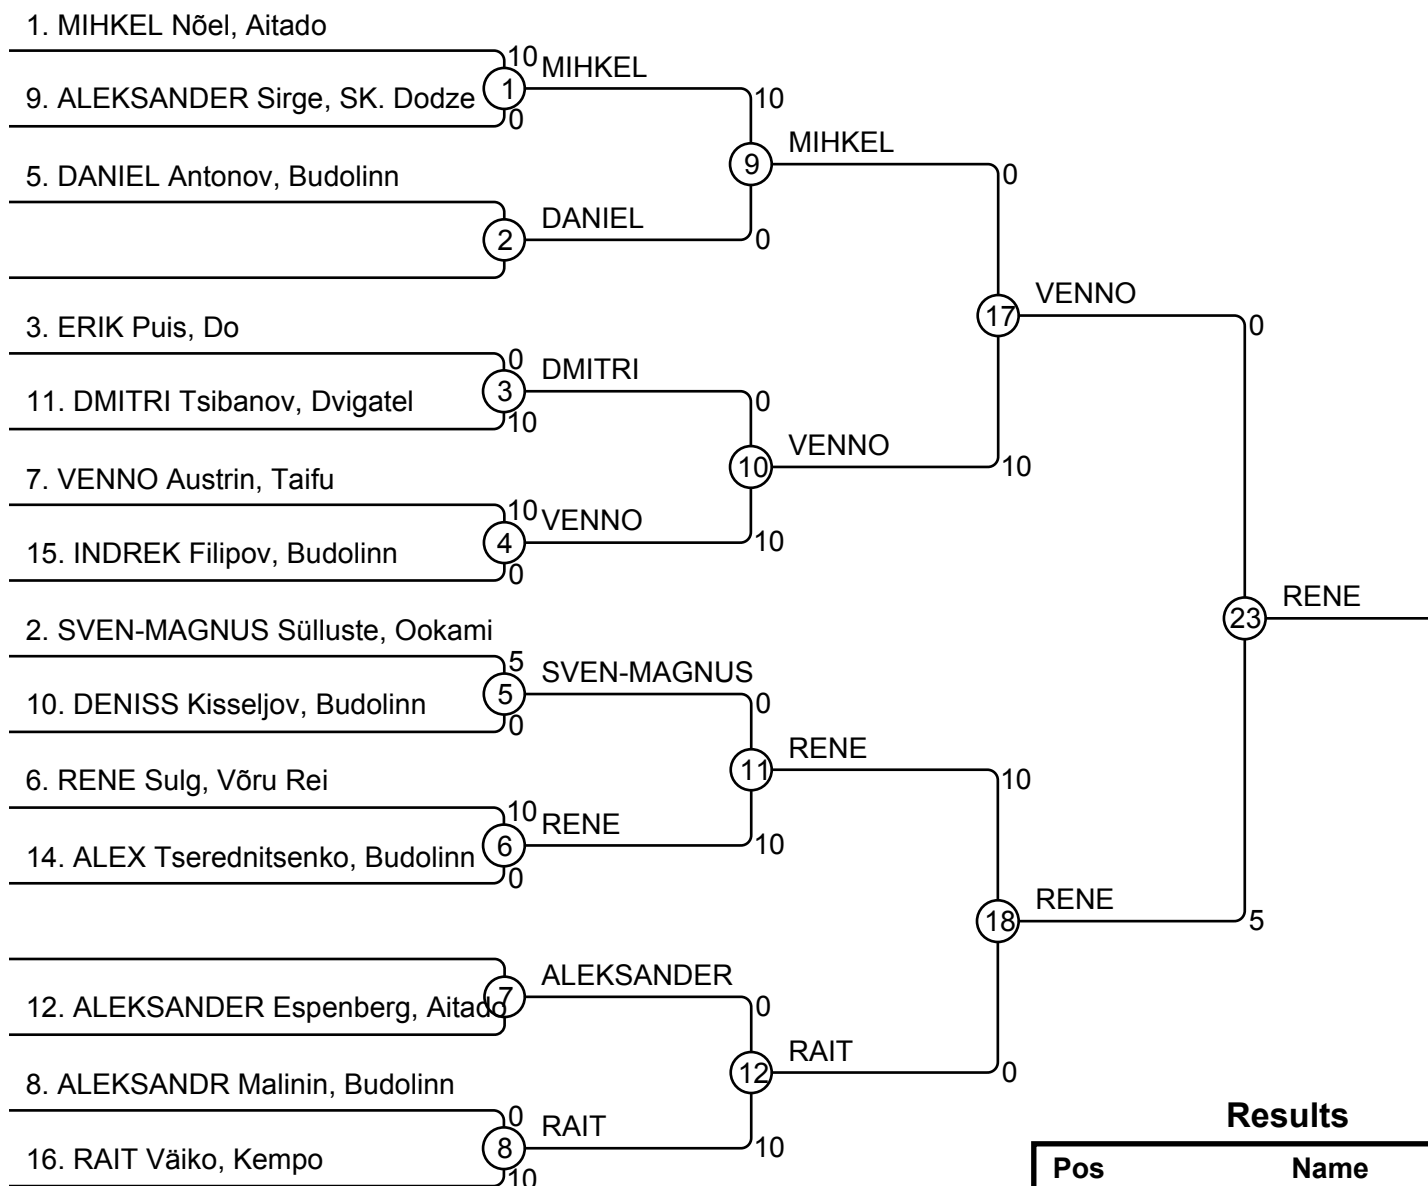 1. MIHKEL Nõel, Aitado
10
MIHKEL
1
9. ALEKSANDER Sirge, SK. Dodze
0
10
MIHKEL
9
0
5. DANIEL Antonov, Budolinn
DANIEL
2
0
VENNO
17
0
3. ERIK Puis, Do
0
DMITRI
3
11. DMITRI Tsibanov, Dvigatel
10
0
VENNO
10
10
7. VENNO Austrin, Taifu
10
VENNO
4
10
15. INDREK Filipov, Budolinn
0
RENE
23
2. SVEN-MAGNUS Sülluste, Ookami
5
SVEN-MAGNUS
5
10. DENISS Kisseljov, Budolinn
0
0
RENE
11
10
6. RENE Sulg, Võru Rei
10
RENE
6
10
14. ALEX Tserednitsenko, Budolinn
0
RENE
18
5
ALEKSANDER
7
12. ALEKSANDER Espenberg, Aitado
0
RAIT
12
0
8. ALEKSANDR Malinin, Budolinn
0
RAIT
8
10
16. RAIT Väiko, Kempo
10
Results
Pos Name